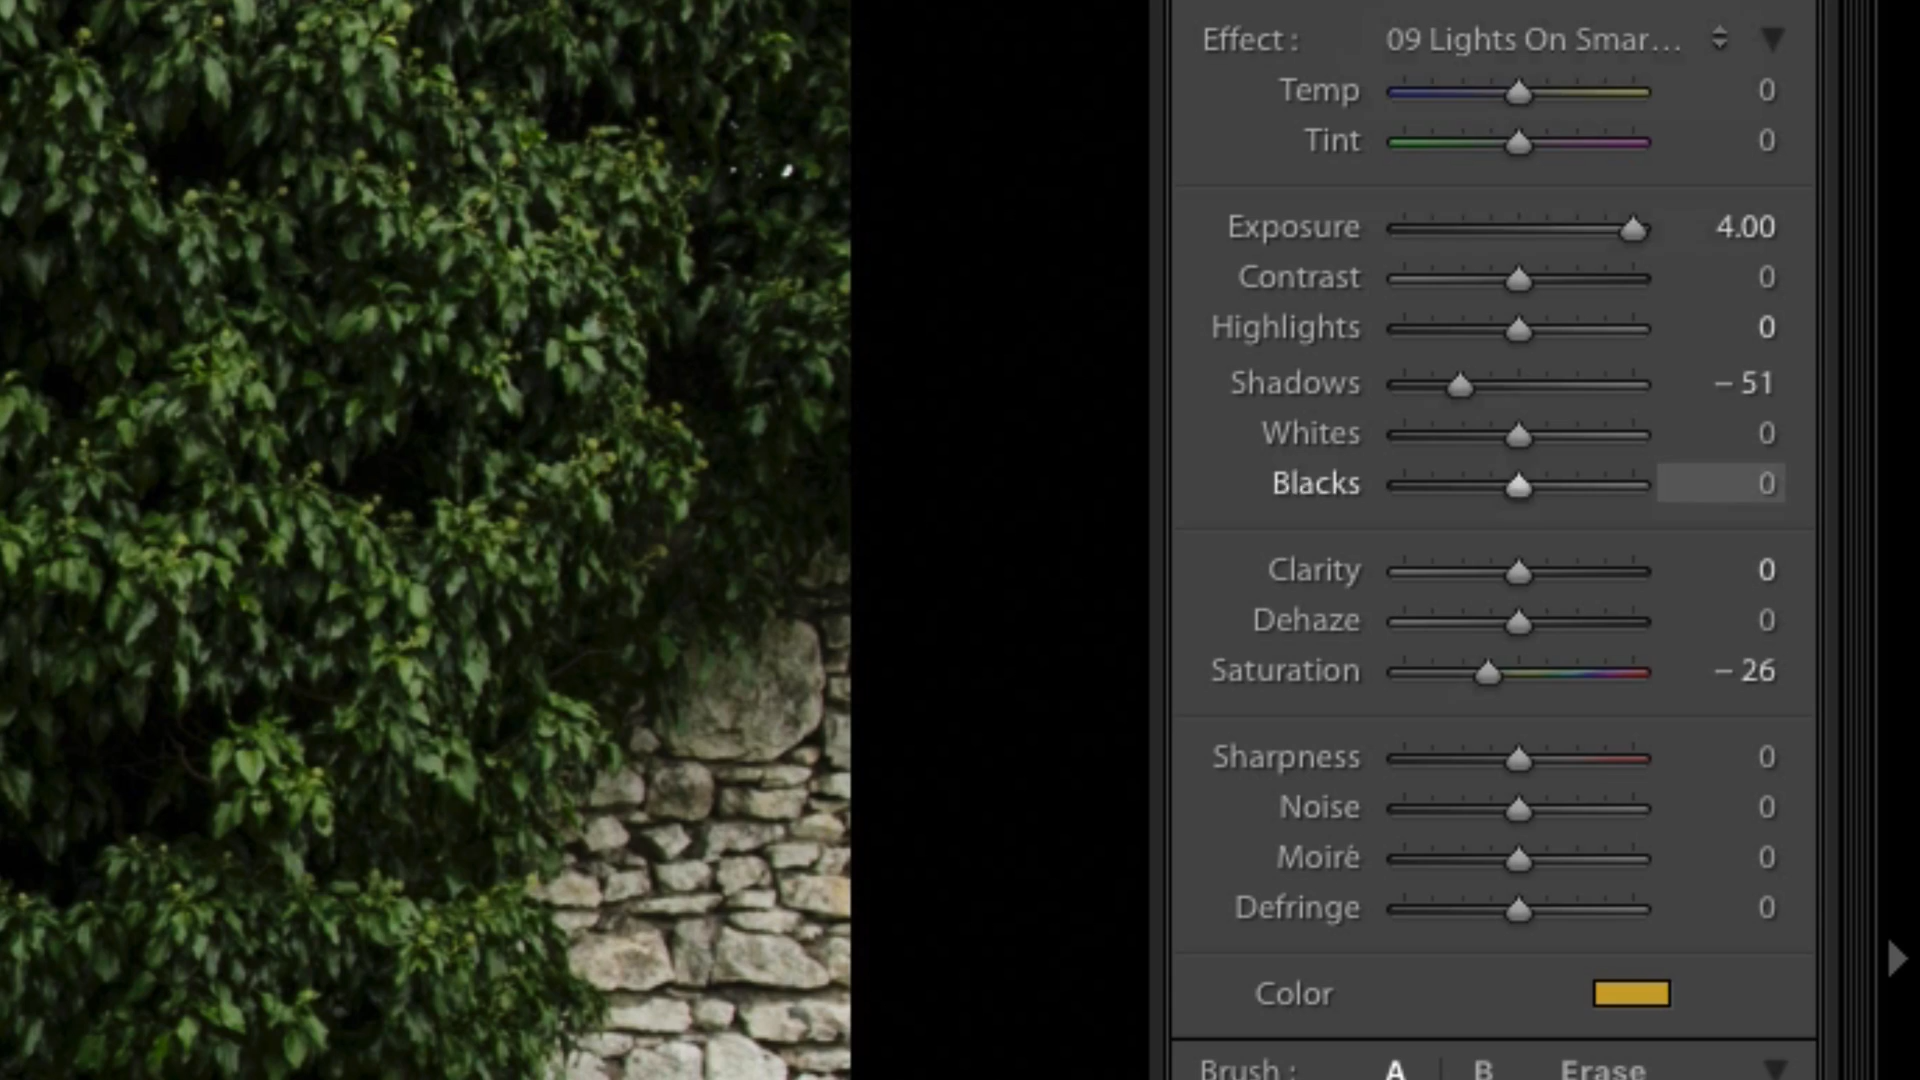 Effect : 09 Lights On Smar...
Temp 0
Tint 0
Exposure 4.00
Contrast 0
Highlights 0
Shadows – 51
Whites 0
Blacks 0
Clarity 0
Dehaze 0
Saturation – 26
Sharpness 0
Noise 0
Moiré 0
Defringe 0
Color
Brush : A B Erase